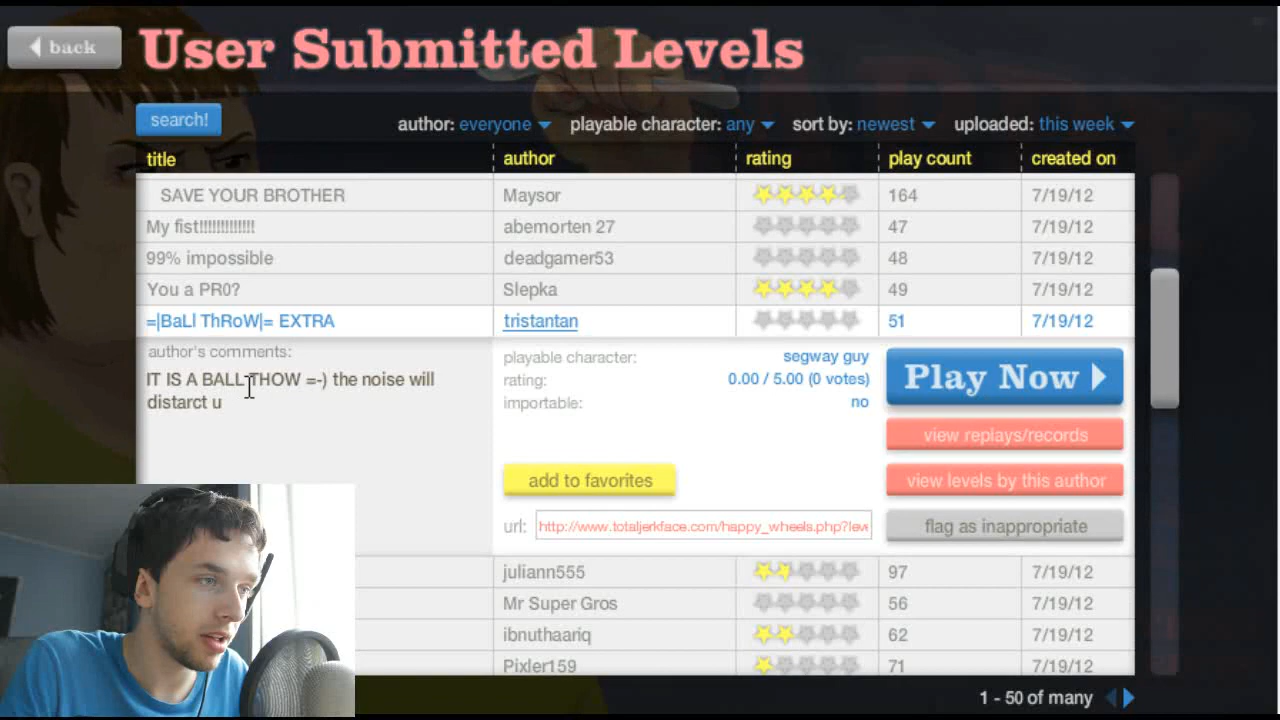 back
User Submitted Levels
search!
author: everyone playable character: any sort by: newest uploaded: this week
title author rating play count created on
SAVE YOUR BROTHER Maysor 164 7/19/12
My fist!!!!!!!!!!!!! abemorten 27 47 7/19/12
99% impossible deadgamer53 48 7/19/12
You a PR0? Slepka 49 7/19/12
=|BaLl ThRoW|= EXTRA tristantan 51 7/19/12
author's comments:
IT IS A BALL THOW =-) the noise will
distarct u
playable character: segway guy
rating: 0.00 / 5.00 (0 votes)
importable: no
add to favorites
url: http://www.totaljerkface.com/happy_wheels.php?leve
Play Now
view replays/records
view levels by this author
flag as inappropriate
juliann555 97 7/19/12
Mr Super Gros 56 7/19/12
ibnuthaariq 62 7/19/12
Pixler159 71 7/19/12
1 - 50 of many